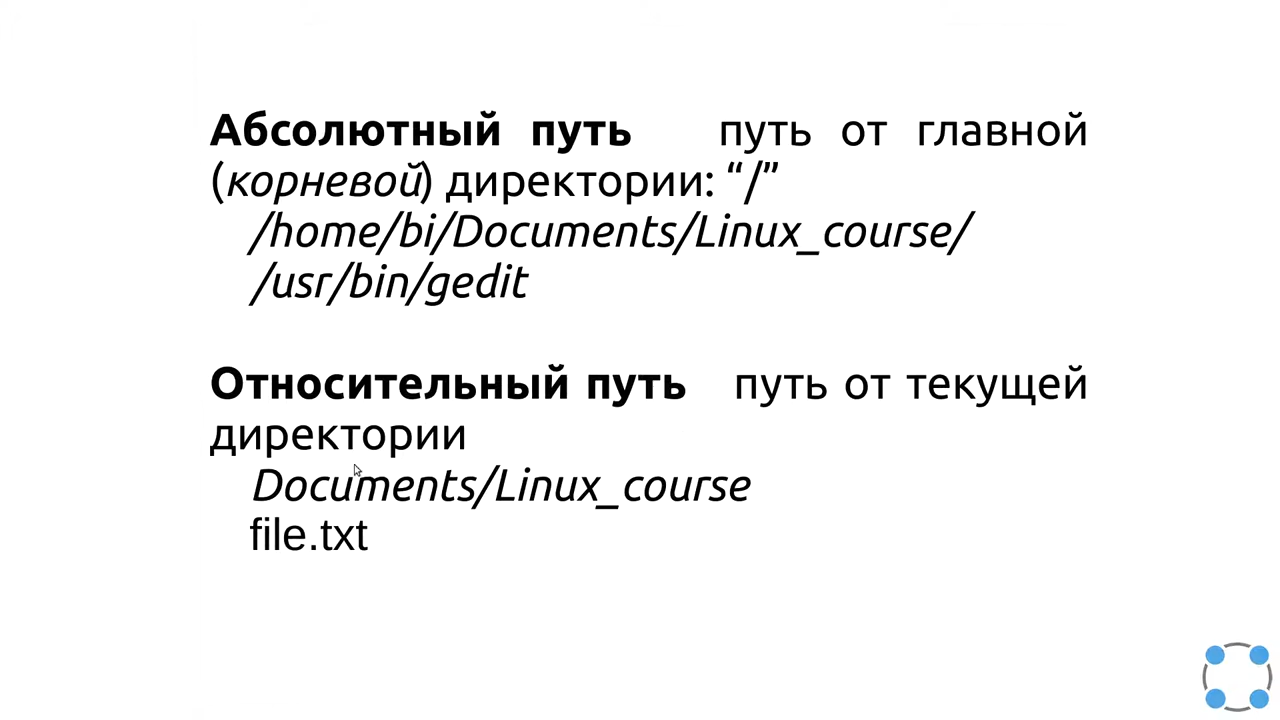 Абсолютный путь путь от главной
(корневой) директории: “/”
/home/bi/Documents/Linux_course/
/usr/bin/gedit
Относительный путь путь от текущей
директории
Documents/Linux_course
file.txt